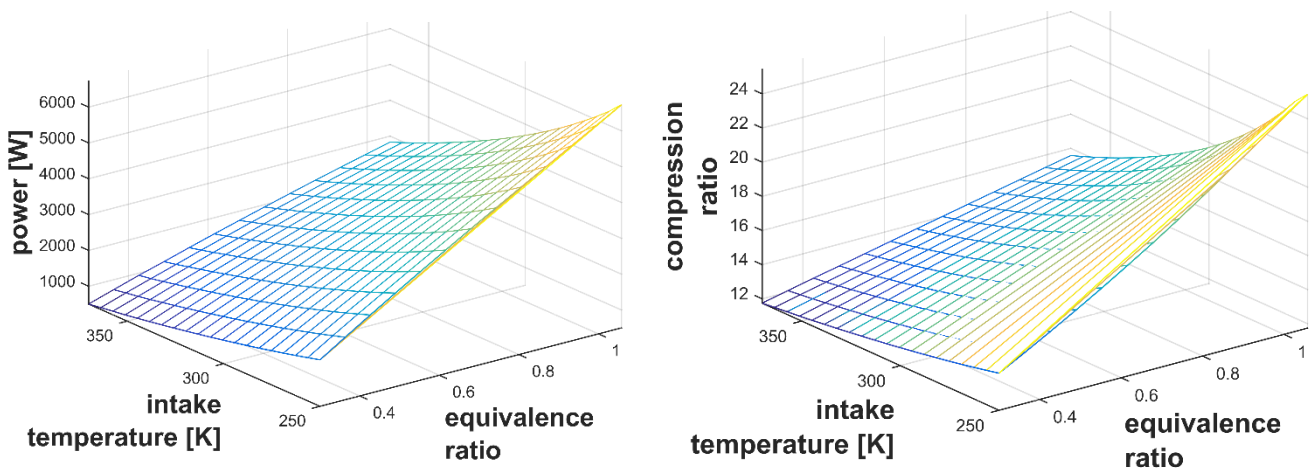 power [W]
6000
5000
4000
3000
2000
1000
350
300
250
intake
temperature [K]
0.4
0.6
0.8
1
equivalence
ratio
compression
ratio
24
22
20
18
16
14
12
350
300
250
intake
temperature [K]
0.4
0.6
0.8
1
equivalence
ratio